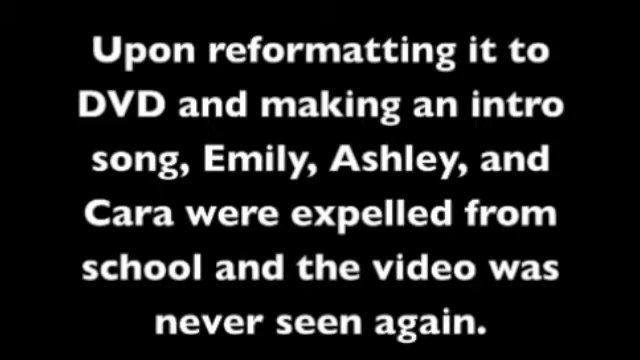 Upon reformatting it to
DVD and making an intro
song, Emily, Ashley, and
Cara were expelled from
school and the video was
never seen again.